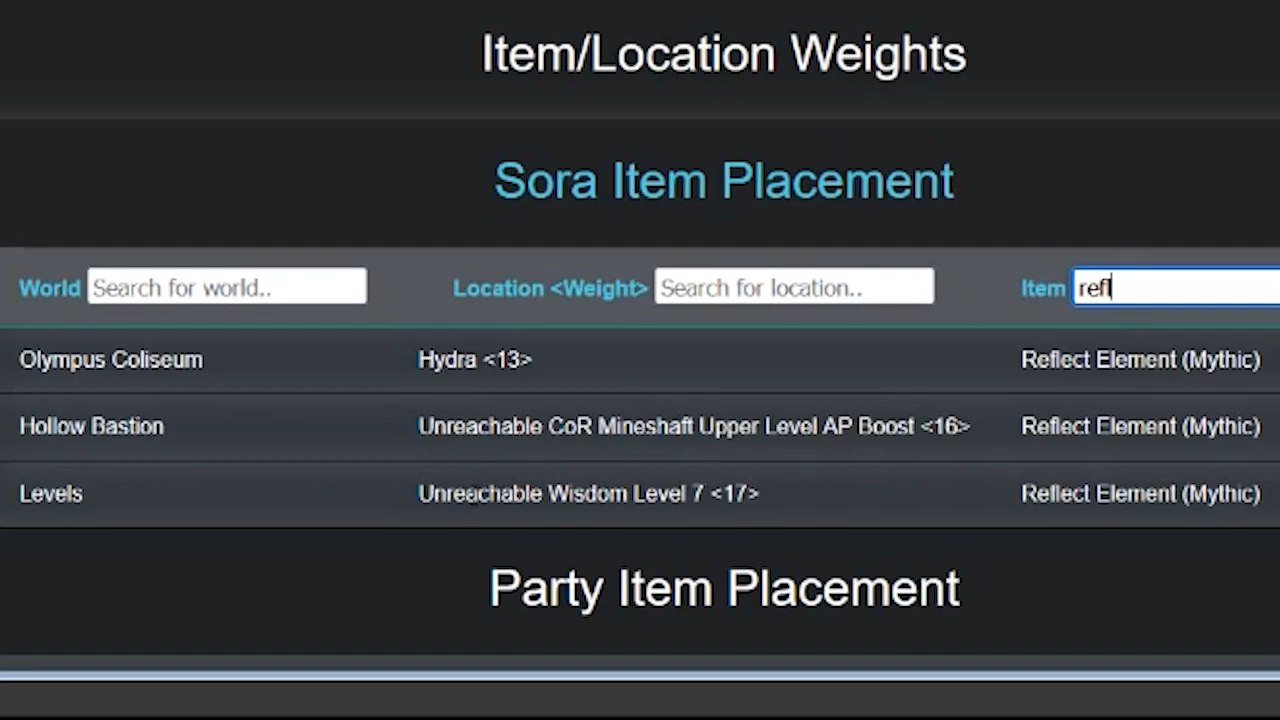 Item/Location Weights
Sora Item Placement
World Search for world.. Location <Weight> Search for location.. Item refl
Olympus Coliseum Hydra <13> Reflect Element (Mythic)
Hollow Bastion Unreachable CoR Mineshaft Upper Level AP Boost <16> Reflect Element (Mythic)
Levels Unreachable Wisdom Level 7 <17> Reflect Element (Mythic)
Party Item Placement